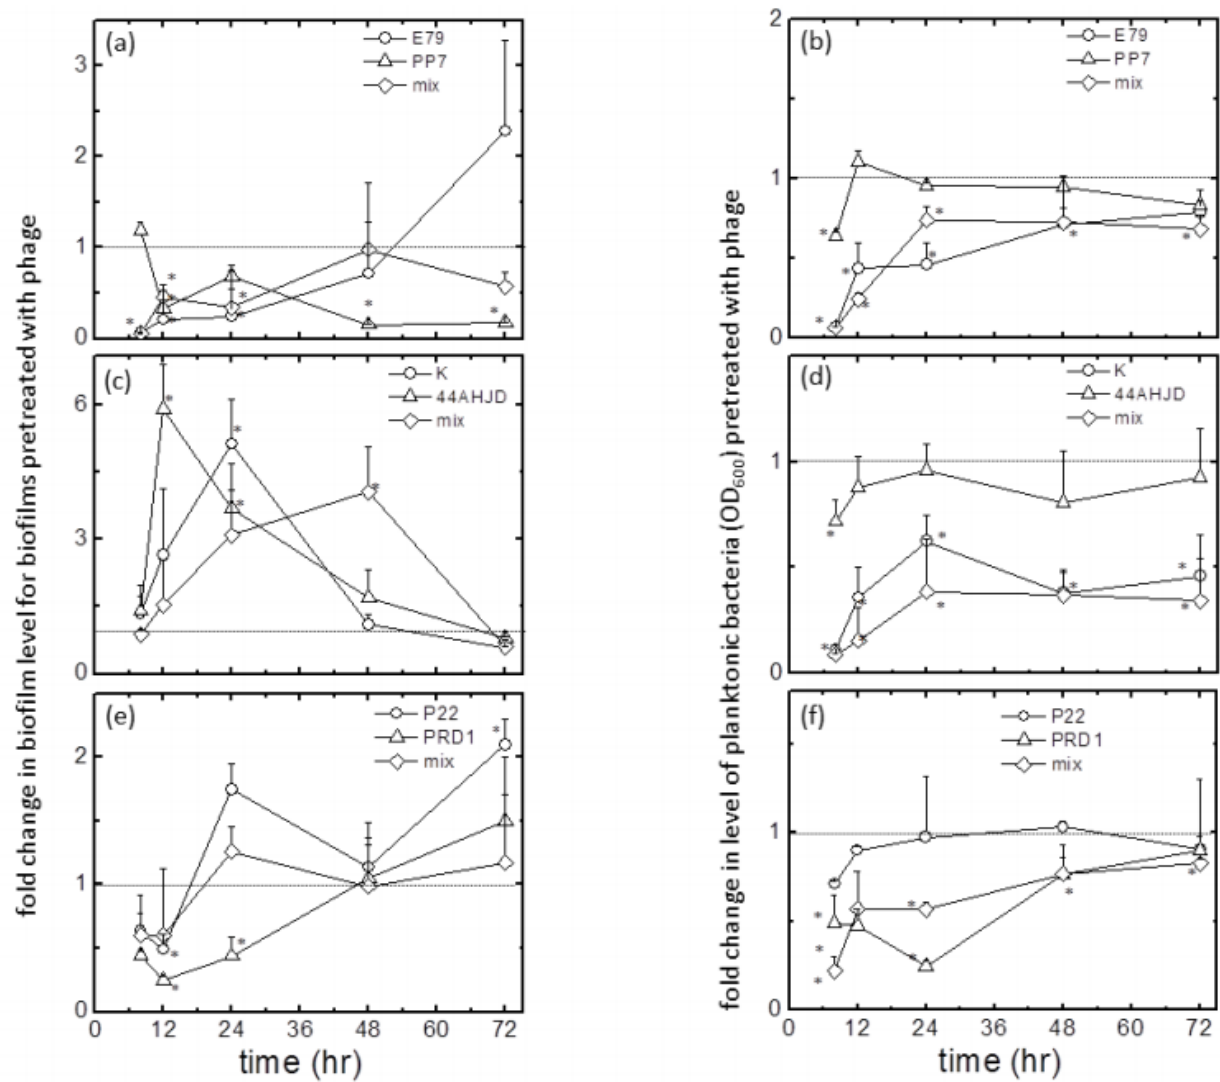 fold change in biofilm level for biofilms pretreated with phage
(a)
E79
PP7
mix
3
2
1
0
(c)
K
44AHJD
mix
6
3
0
(e)
P22
PRD1
mix
2
1
0
0 12 24 36 48 60 72
time (hr)
fold change in level of planktonic bacteria (OD600) pretreated with phage
(b)
E79
PP7
mix
2
1
0
(d)
K
44AHJD
mix
1
0
(f)
P22
PRD1
mix
1
0
0 12 24 36 48 60 72
time (hr)